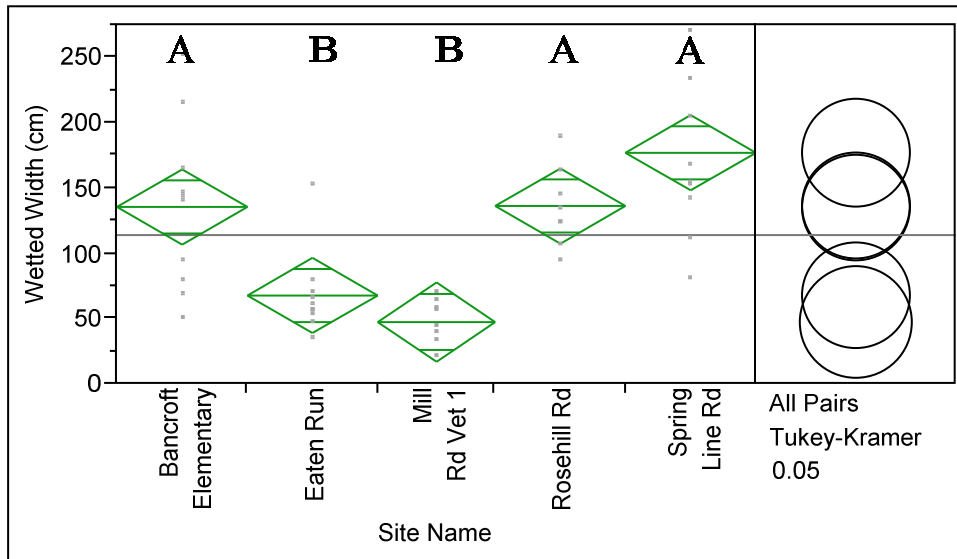 A B B A A
250
200
150
100
50
0
Wetted Width (cm)
Bancroft
Elementary
Eaten Run
Mill
Rd Vet 1
Rosehill Rd
Spring
Line Rd
All Pairs
Tukey-Kramer
0.05
Site Name